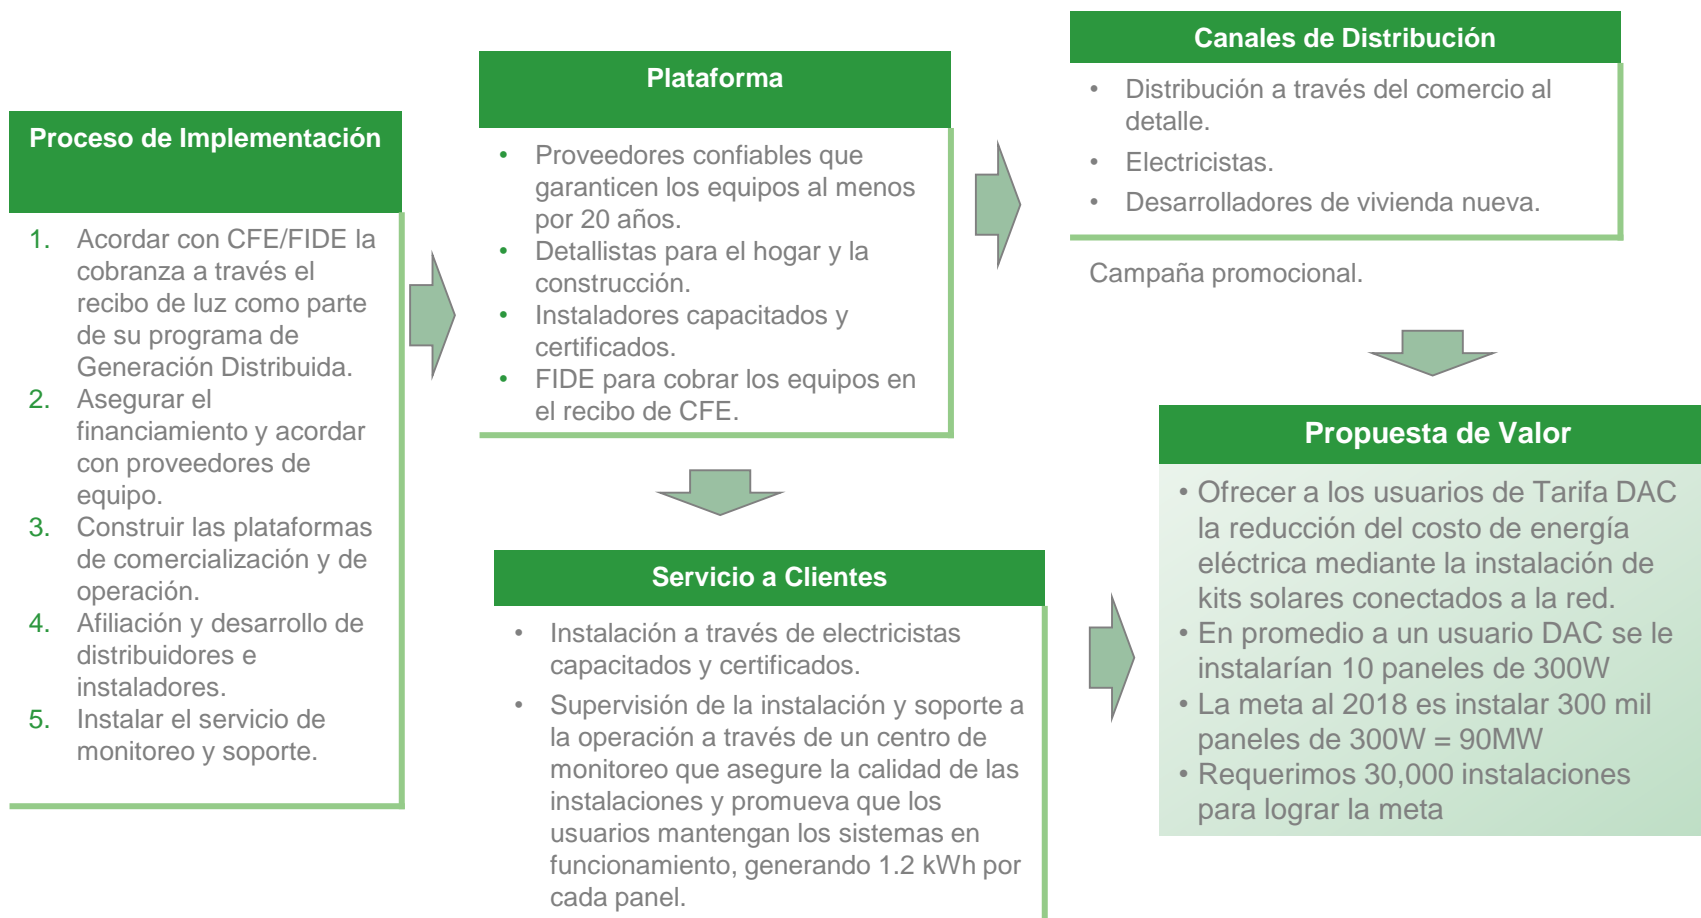 Proceso de Implementación
1. Acordar con CFE/FIDE la
cobranza a través el
recibo de luz como parte
de su programa de
Generación Distribuida.
2. Asegurar el
financiamiento y acordar
con proveedores de
equipo.
3. Construir las plataformas
de comercialización y de
operación.
4. Afiliación y desarrollo de
distribuidores e
instaladores.
5. Instalar el servicio de
monitoreo y soporte.
Plataforma
• Proveedores confiables que
garanticen los equipos al menos
por 20 años.
• Detallistas para el hogar y la
construcción.
• Instaladores capacitados y
certificados.
• FIDE para cobrar los equipos en
el recibo de CFE.
Canales de Distribución
• Distribución a través del comercio al
detalle.
• Electricistas.
• Desarrolladores de vivienda nueva.
Campaña promocional.
Servicio a Clientes
• Instalación a través de electricistas
capacitados y certificados.
• Supervisión de la instalación y soporte a
la operación a través de un centro de
monitoreo que asegure la calidad de las
instalaciones y promueva que los
usuarios mantengan los sistemas en
funcionamiento, generando 1.2 kWh por
cada panel.
Propuesta de Valor
• Ofrecer a los usuarios de Tarifa DAC
la reducción del costo de energía
eléctrica mediante la instalación de
kits solares conectados a la red.
• En promedio a un usuario DAC se le
instalarían 10 paneles de 300W
• La meta al 2018 es instalar 300 mil
paneles de 300W = 90MW
• Requerimos 30,000 instalaciones
para lograr la meta